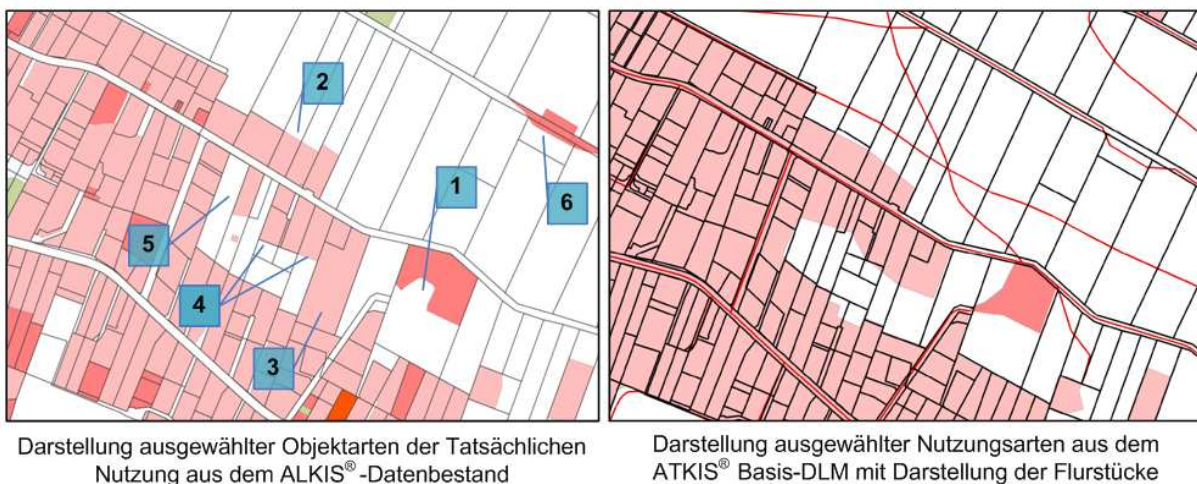 2
1
6
5
4
3
Darstellung ausgewählter Objektarten der Tatsächlichen
Nutzung aus dem ALKIS® -Datenbestand
Darstellung ausgewählter Nutzungsarten aus dem
ATKIS® Basis-DLM mit Darstellung der Flurstücke